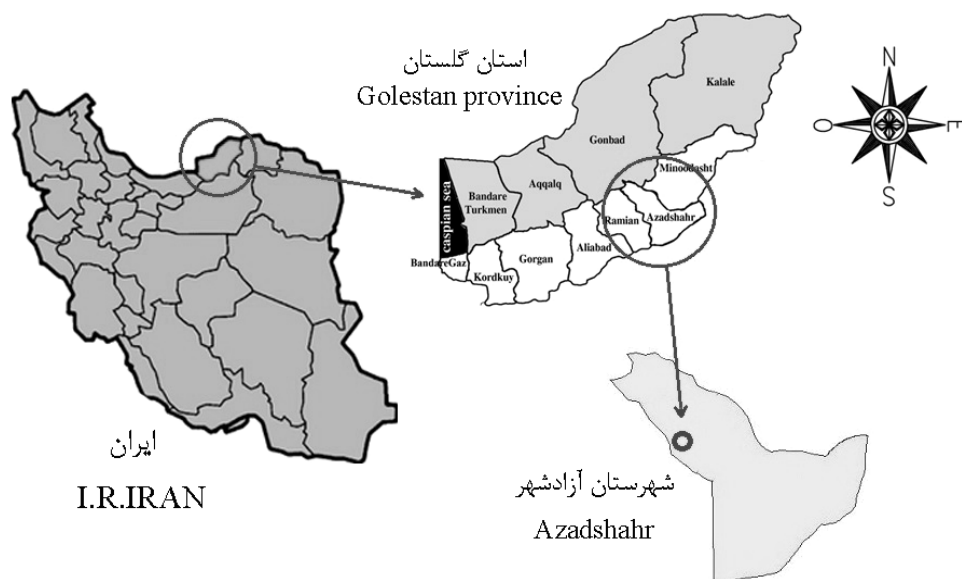 استان گلستان
Golestan province
N
O
E
S
Kalale
Gonbad
Minoodasht
Aqqalq
Bandare
Turkmen
caspian sea
Ramian
Azadshahr
Aliabad
BandareGaz
Gorgan
Kordkuy
ایران
I.R.IRAN
شهرستان آزادشهر
Azadshahr